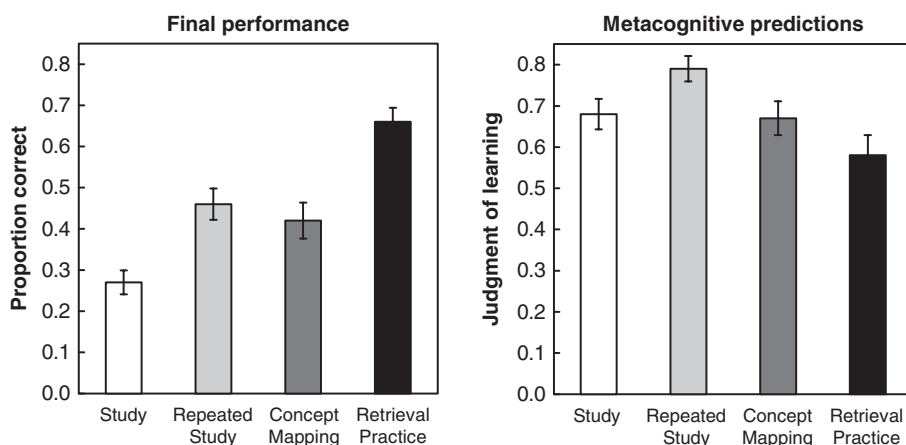 Final performance
Proportion correct
0.8
0.7
0.6
0.5
0.4
0.3
0.2
0.1
0.0
Study
Repeated
Study
Concept
Mapping
Retrieval
Practice
Metacognitive predictions
Judgment of learning
0.8
0.7
0.6
0.5
0.4
0.3
0.2
0.1
0.0
Study
Repeated
Study
Concept
Mapping
Retrieval
Practice